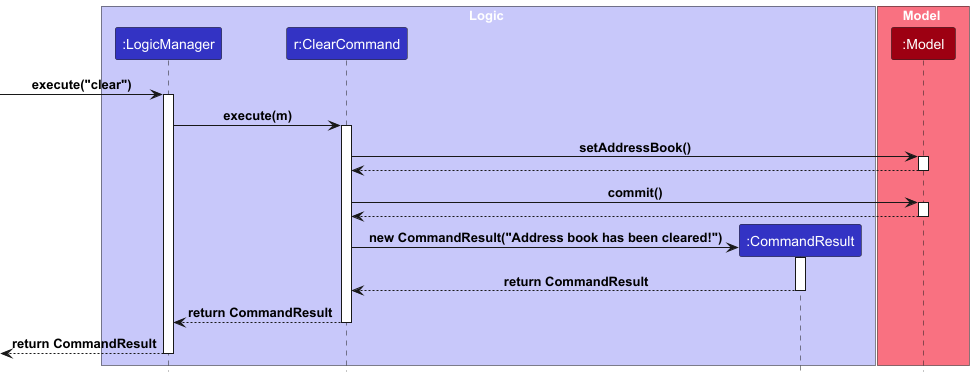 Logic
Model
:LogicManager
r:ClearCommand
:Model
execute("clear")
execute(m)
setAddressBook()
commit()
new CommandResult("Address book has been cleared!")
:CommandResult
return CommandResult
return CommandResult
return CommandResult